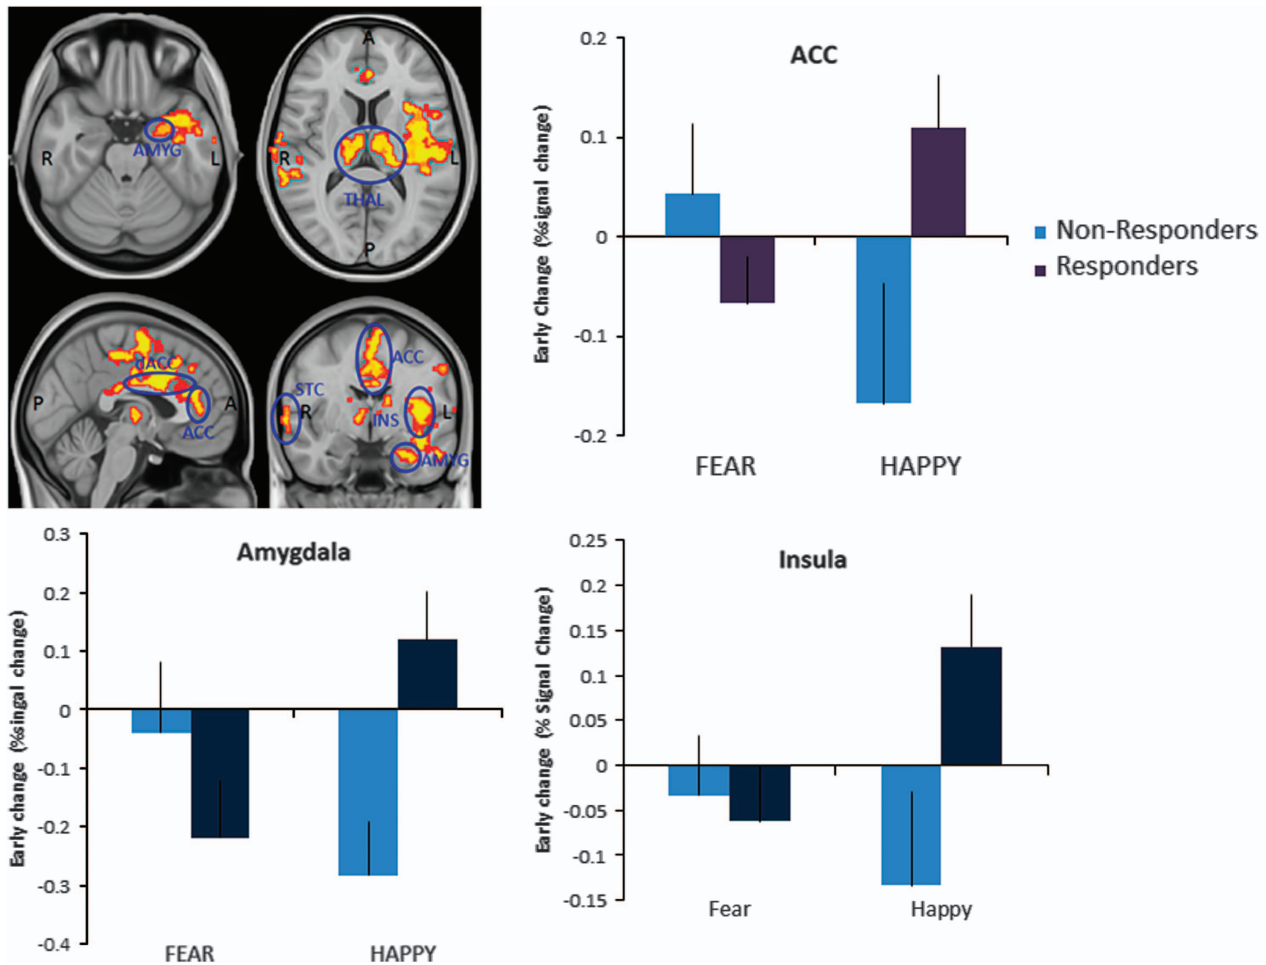 A
R
AMYG
L
R
L
THAL
P
dACC
P
A
ACC
ACC
STC
R
INS
L
AMYG
ACC
0.2
0.1
0
-0.1
-0.2
Early Change (%signal change)
FEAR
HAPPY
Non-Responders
Responders
Amygdala
0.3
0.2
0.1
0
-0.1
-0.2
-0.3
-0.4
Early change (%singal change)
FEAR
HAPPY
Insula
0.25
0.2
0.15
0.1
0.05
0
-0.05
-0.1
-0.15
Early change (% Signal Change)
Fear
Happy